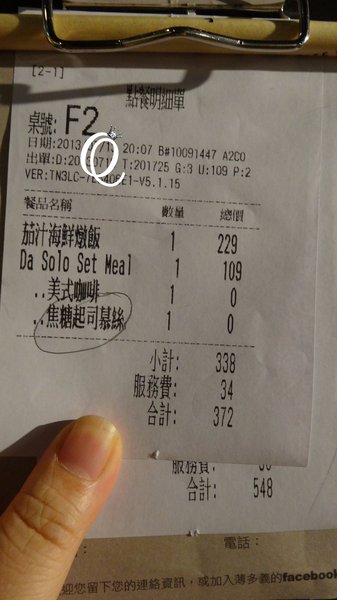 [2-1]
點餐明細單
桌號: F2
日期:2013 20:07 B#10091447 A2C0
出單:D:20 071 T:201725 G:3 U:109 P:2
VER:TN3LC- E1-V5.1.15
餐品名稱 數量 總價
茄汁海鮮燉飯 1 229
Da Solo Set Meal 1 109
..美式咖啡 1 0
..焦糖起司慕絲 1 0
小計: 338
服務費: 34
合計: 372
服務費:
合計: 548
電話:
迎您留下您的連絡資訊，或加入薄多義的facebook